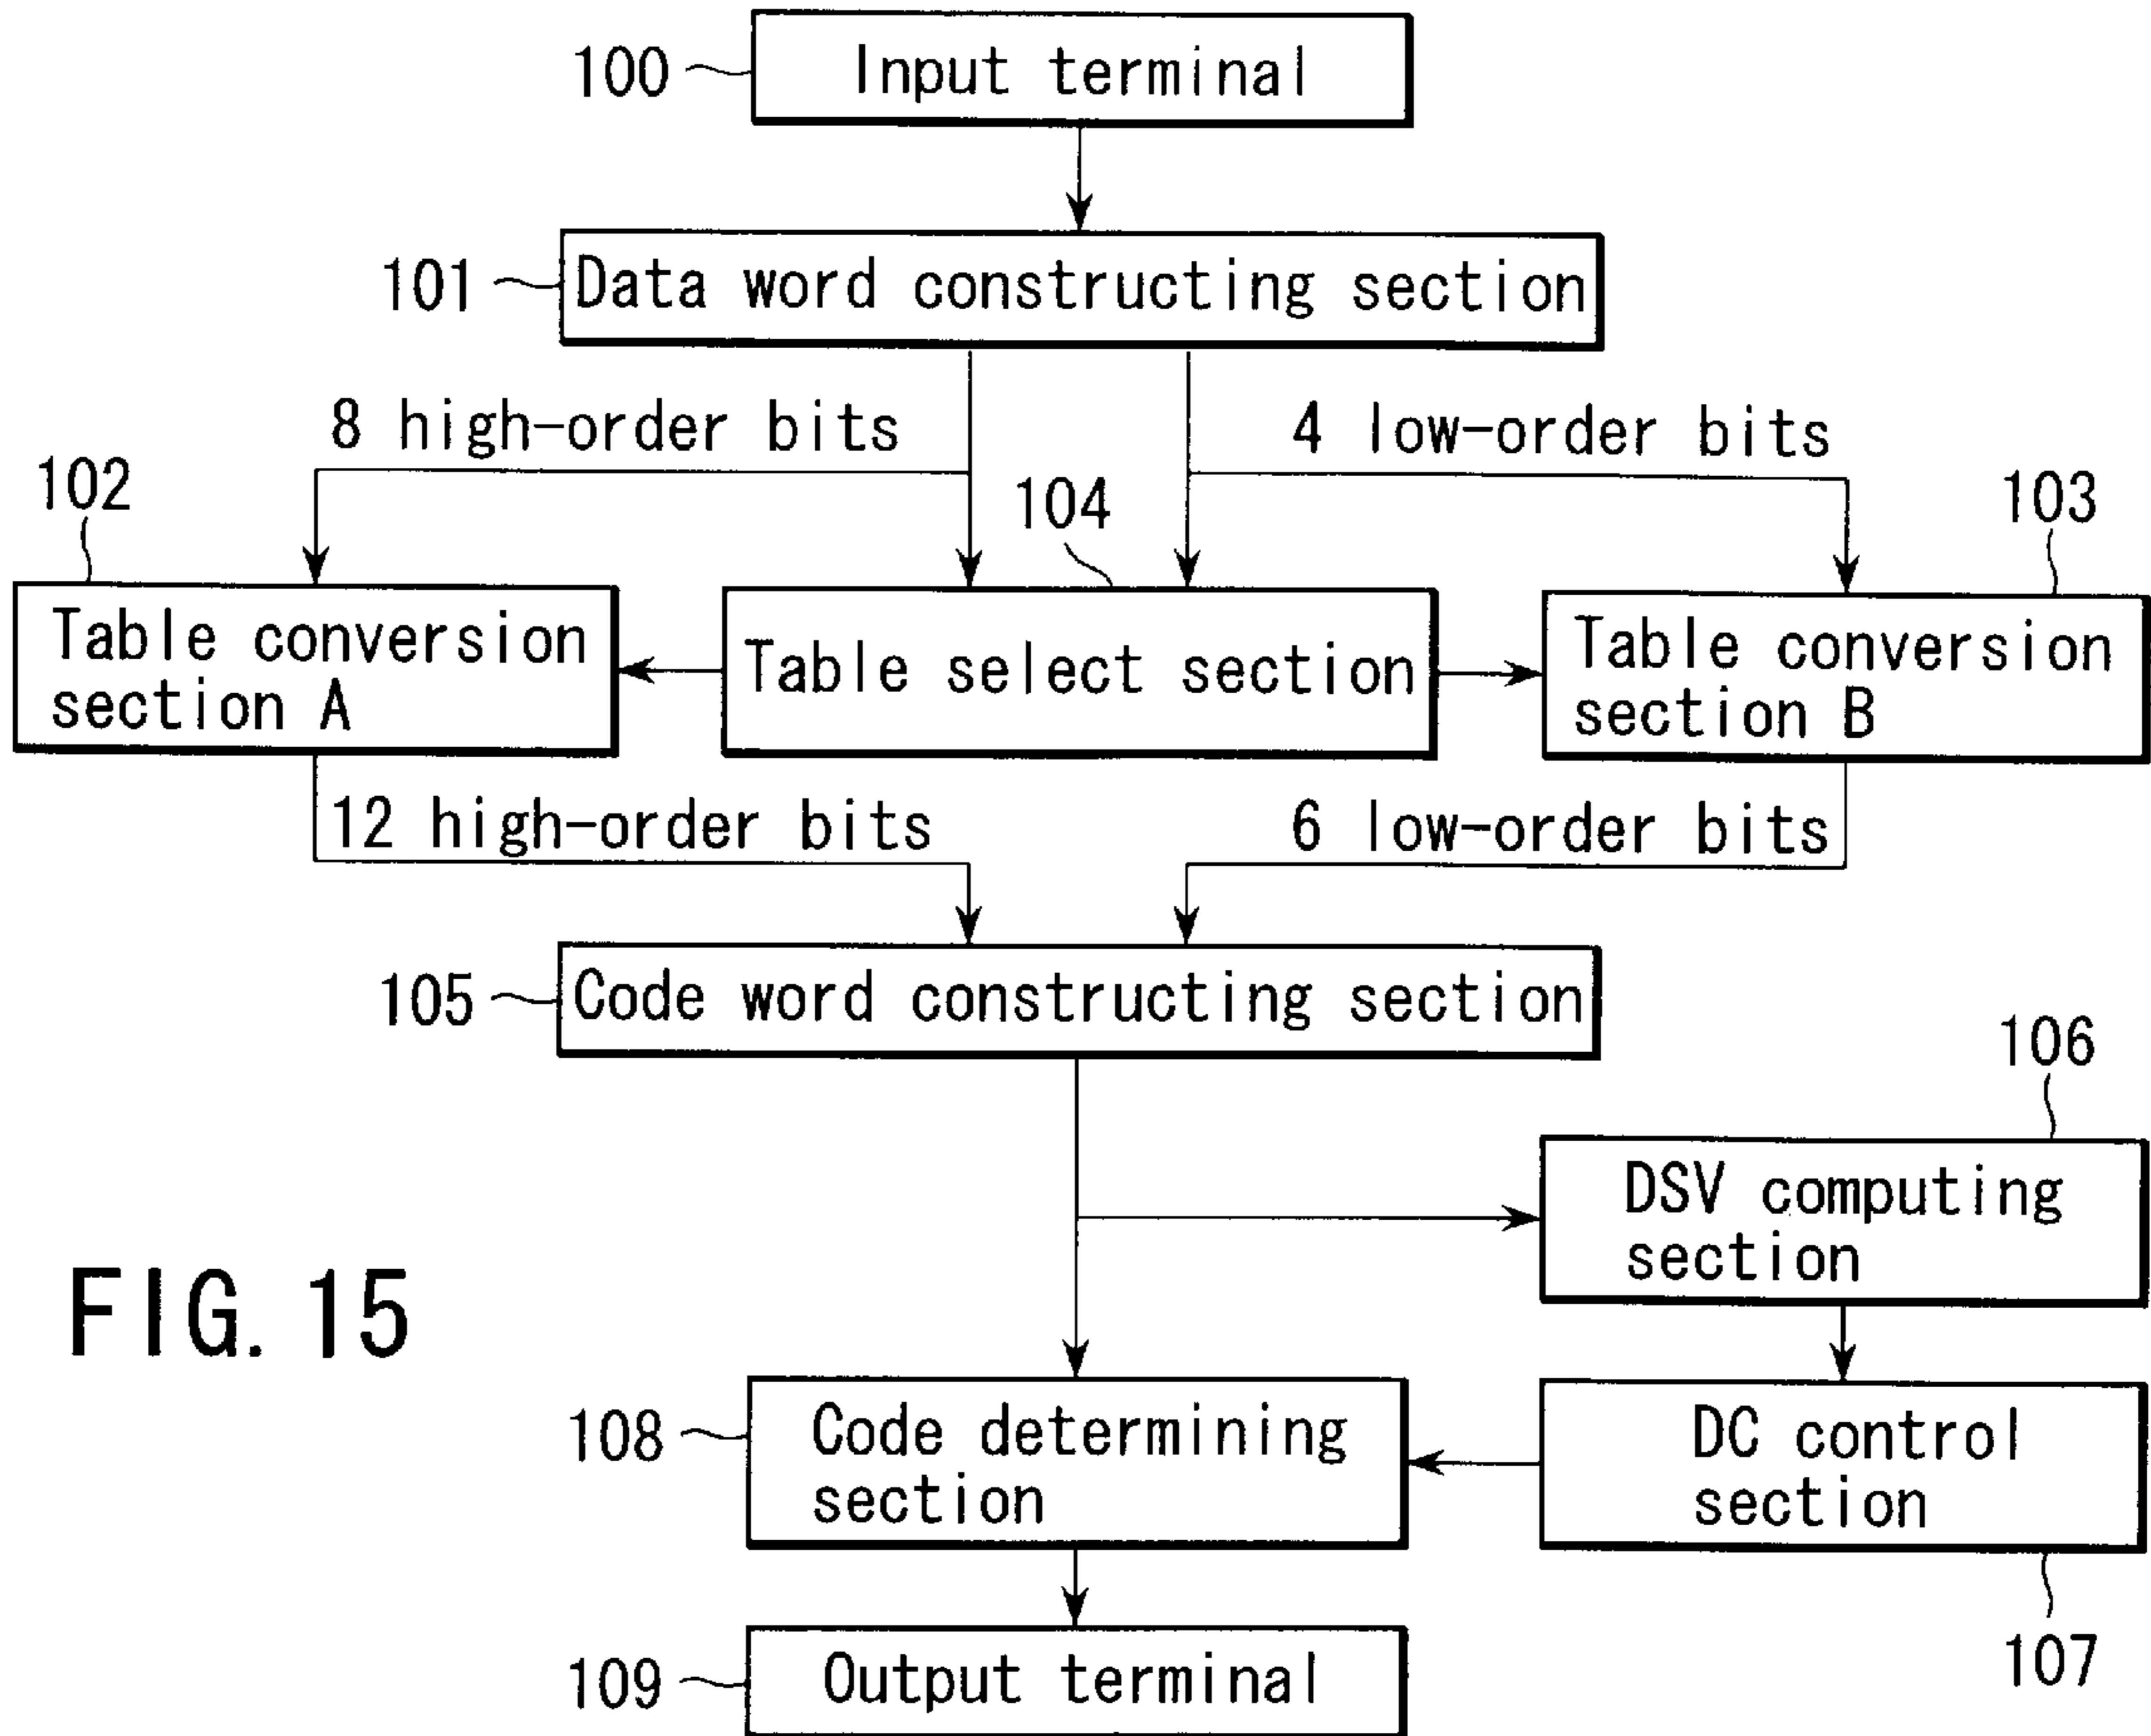 100
Input terminal
101
Data word constructing section
8 high-order bits
4 low-order bits
102
104
103
Table conversion
section A
Table select section
Table conversion
section B
12 high-order bits
6 low-order bits
105
Code word constructing section
106
DSV computing
section
FIG. 15
108
Code determining
section
DC control
section
107
109
Output terminal